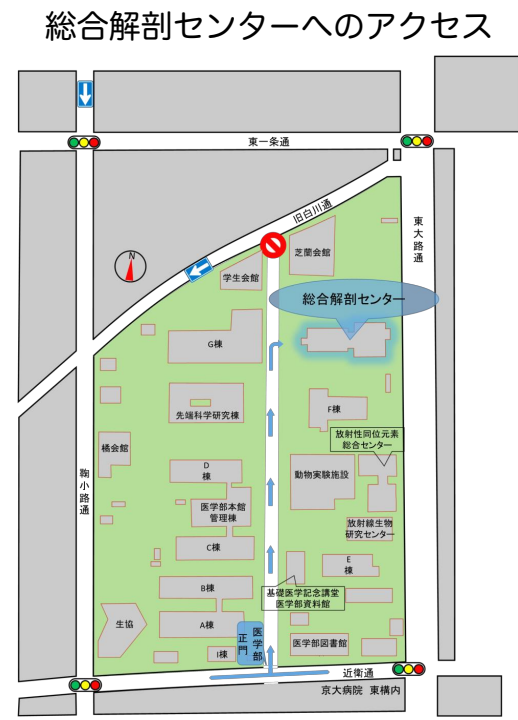 総合解剖センターへのアクセス
東一条通
旧白川通
東大路通
N
芝蘭会館
学生会館
総合解剖センター
G棟
先端科学研究棟
F棟
放射性同位元素
総合センター
橘会館
D
棟
動物実験施設
鞠小路通
医学部本館
管理棟
放射線生物
研究センター
C棟
E
棟
B棟
基礎医学記念講堂
医学部資料館
生協
A棟
医学部
正門
I棟
医学部図書館
近衛通
京大病院 東構内